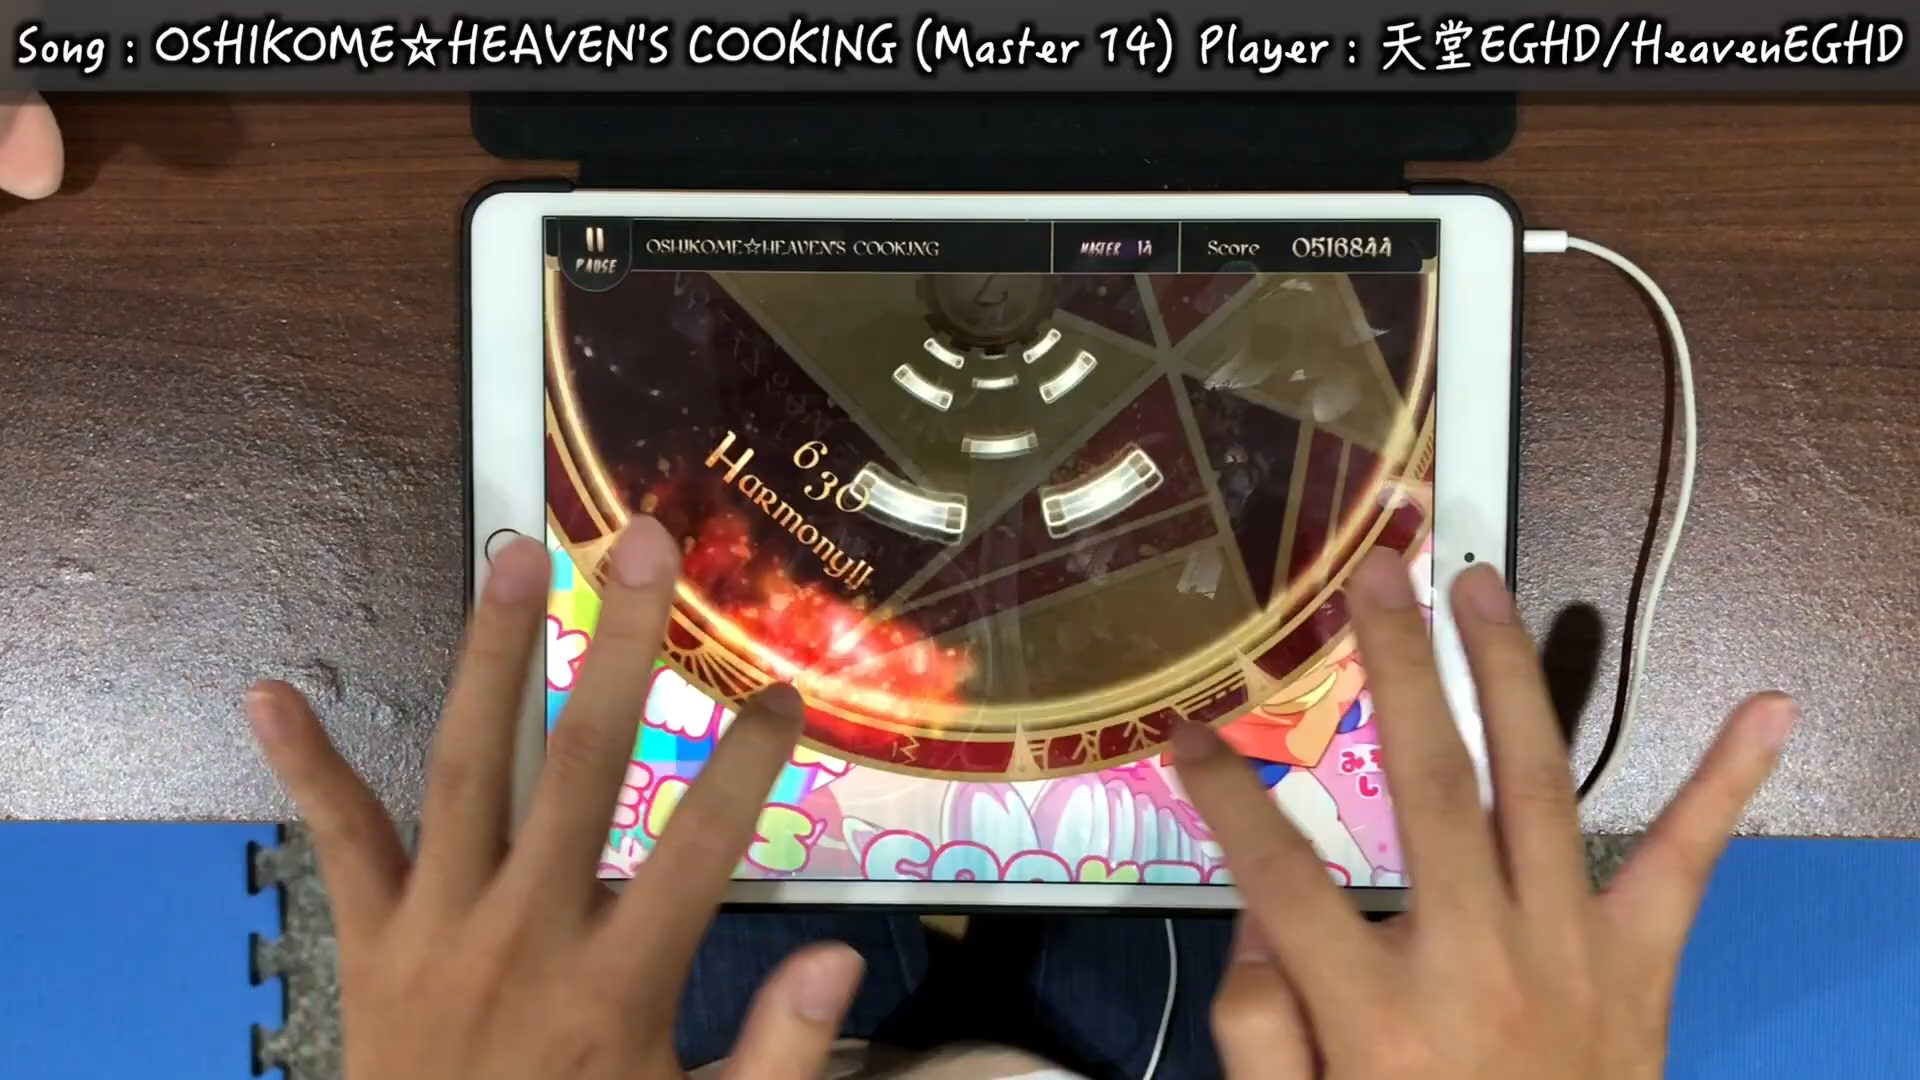 Song : OSHIKOME☆HEAVEN'S COOKING (Master 14) Player : 天堂EGHD/HeavenEGHD
PAUSE
OSHIKOME☆HEAVEN'S COOKING
MASTER 14
Score 0516844
630
Harmony!!